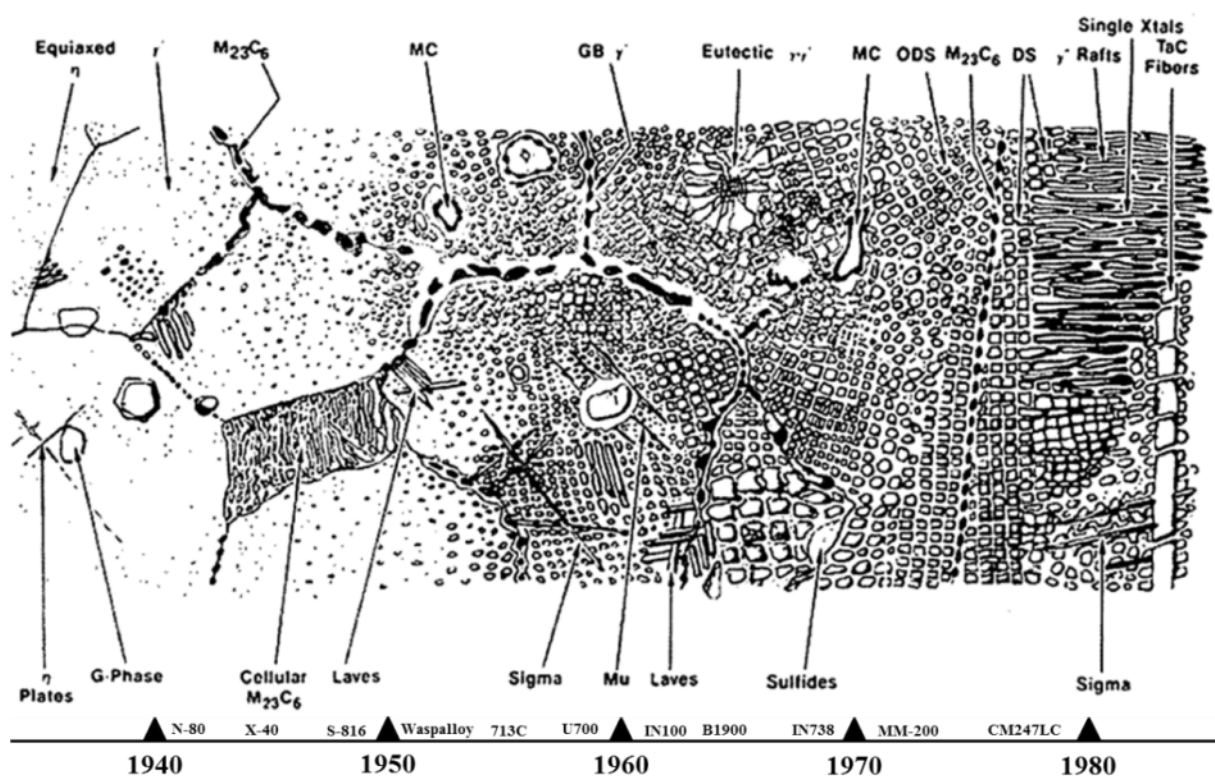 Single Xtals
Equiaxed γ' M23C6 MC GB γ' Eutectic γ-γ' MC ODS M23C6 DS γ' Rafts TaC
η Fibers
η G-Phase Cellular Laves Sigma Mu Laves Sulfides Sigma
Plates M23C6
N-80 X-40 S-816 Waspalloy 713C U700 IN100 B1900 IN738 MM-200 CM247LC
1940 1950 1960 1970 1980